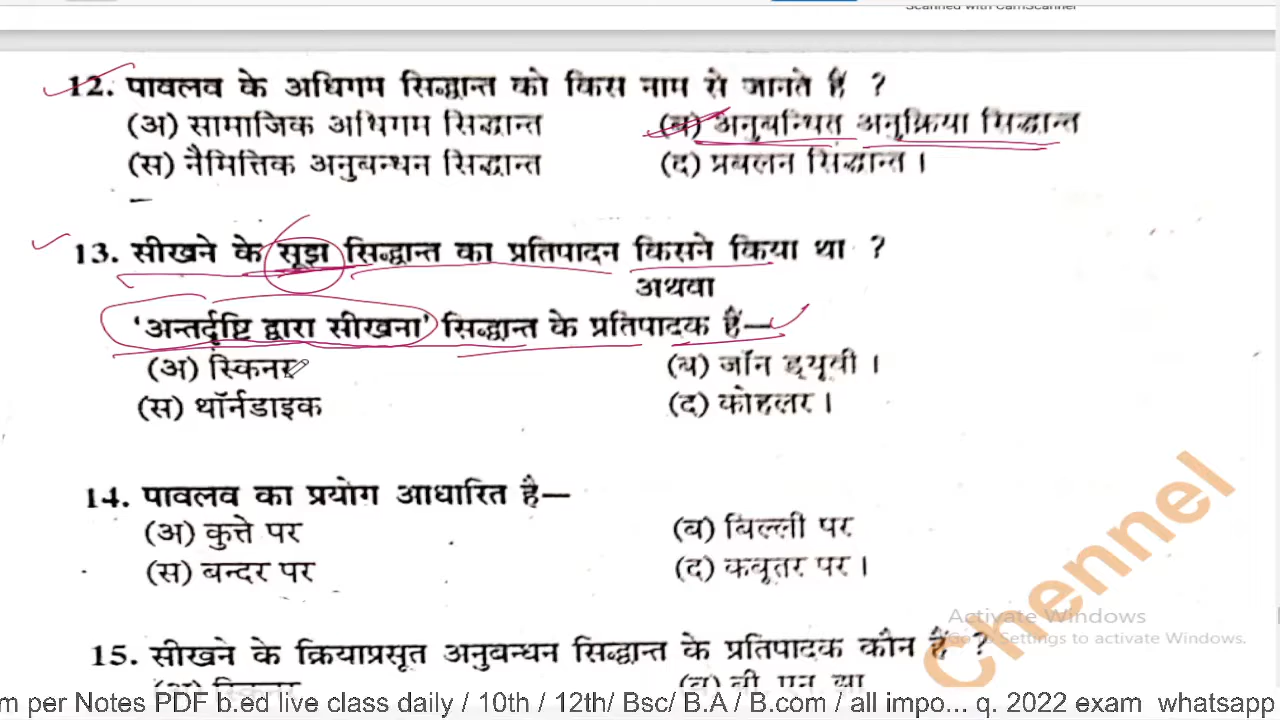 Scanned with CamScanner
12. पावलव के अधिगम सिद्धान्त को किस नाम से जानते हैं ?
(अ) सामाजिक अधिगम सिद्धान्त (ब) अनुबन्धित अनुक्रिया सिद्धान्त
(स) नैमित्तिक अनुबन्धन सिद्धान्त (द) प्रबलन सिद्धान्त ।
13. सीखने के सूझ सिद्धान्त का प्रतिपादन किसने किया था ?
अथवा
'अन्तर्दृष्टि द्वारा सीखना' सिद्धान्त के प्रतिपादक हैं—
(अ) स्किनर (ब) जॉन ड्यूवी ।
(स) थॉर्नडाइक (द) कोहलर ।
14. पावलव का प्रयोग आधारित है—
(अ) कुत्ते पर (ब) बिल्ली पर
(स) बन्दर पर (द) कबूतर पर ।
15. सीखने के क्रियाप्रसूत अनुबन्धन सिद्धान्त के प्रतिपादक कौन हैं ?
Chennel
Activate Windows
Go to Settings to activate Windows.
m per Notes PDF b.ed live class daily / 10th / 12th/ Bsc/ B.A / B.com / all impo... q. 2022 exam whatsapp